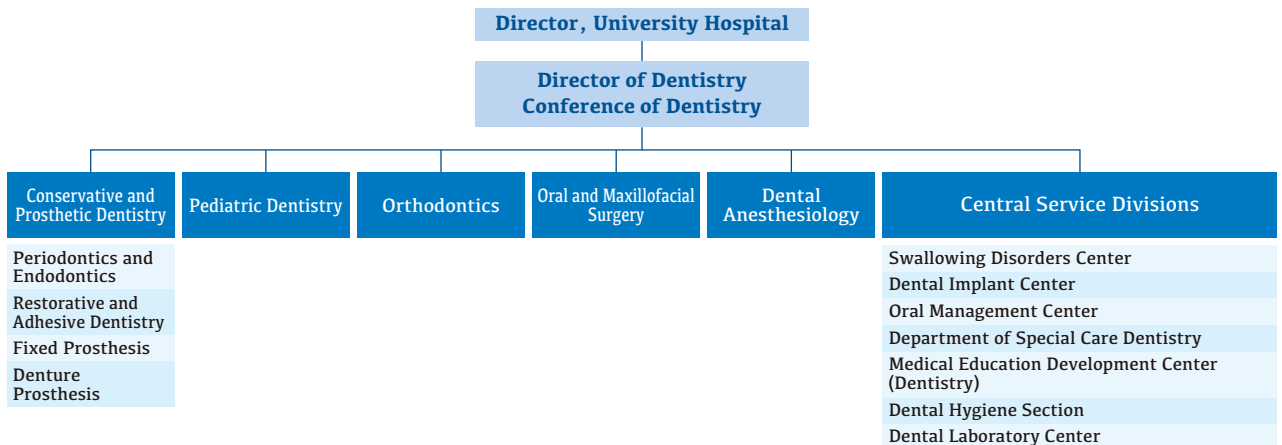 Director, University Hospital
Director of Dentistry
Conference of Dentistry
Conservative and
Prosthetic Dentistry
Pediatric Dentistry
Orthodontics
Oral and Maxillofacial
Surgery
Dental
Anesthesiology
Central Service Divisions
Periodontics and
Endodontics
Restorative and
Adhesive Dentistry
Fixed Prosthesis
Denture
Prosthesis
Swallowing Disorders Center
Dental Implant Center
Oral Management Center
Department of Special Care Dentistry
Medical Education Development Center
(Dentistry)
Dental Hygiene Section
Dental Laboratory Center